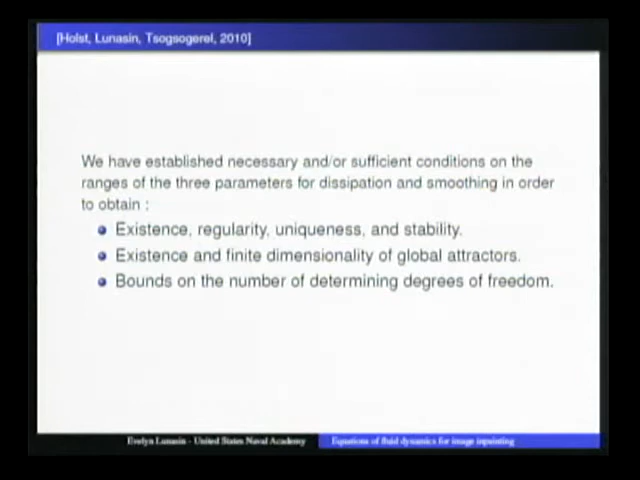 [Holst, Lunasin, Tsogsogerel, 2010]
We have established necessary and/or sufficient conditions on the
ranges of the three parameters for dissipation and smoothing in order
to obtain :
Existence, regularity, uniqueness, and stability.
Existence and finite dimensionality of global attractors.
Bounds on the number of determining degrees of freedom.
Evelyn Lunasin - United States Naval Academy
Equations of fluid dynamics for image inpainting